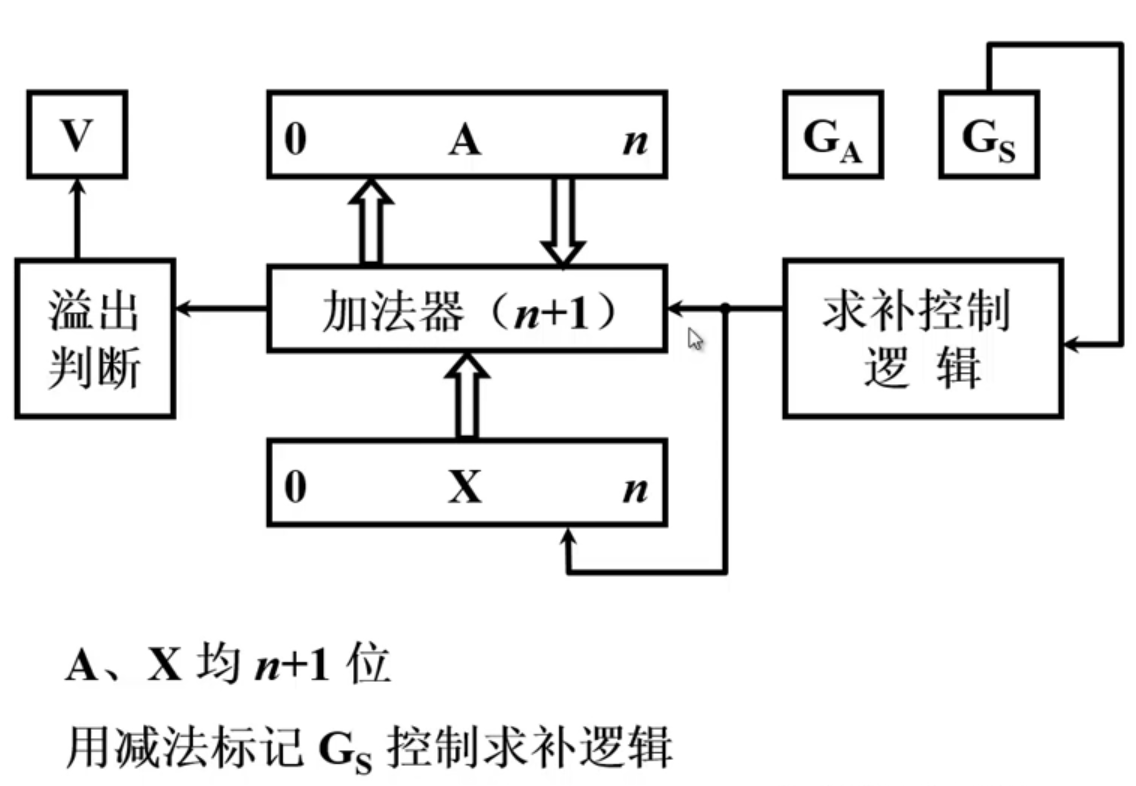 V
0 A n
G_A
G_S
溢出
判断
加法器（n+1）
求补控制
逻 辑
0 X n
A、X 均 n+1 位
用减法标记 G_S 控制求补逻辑